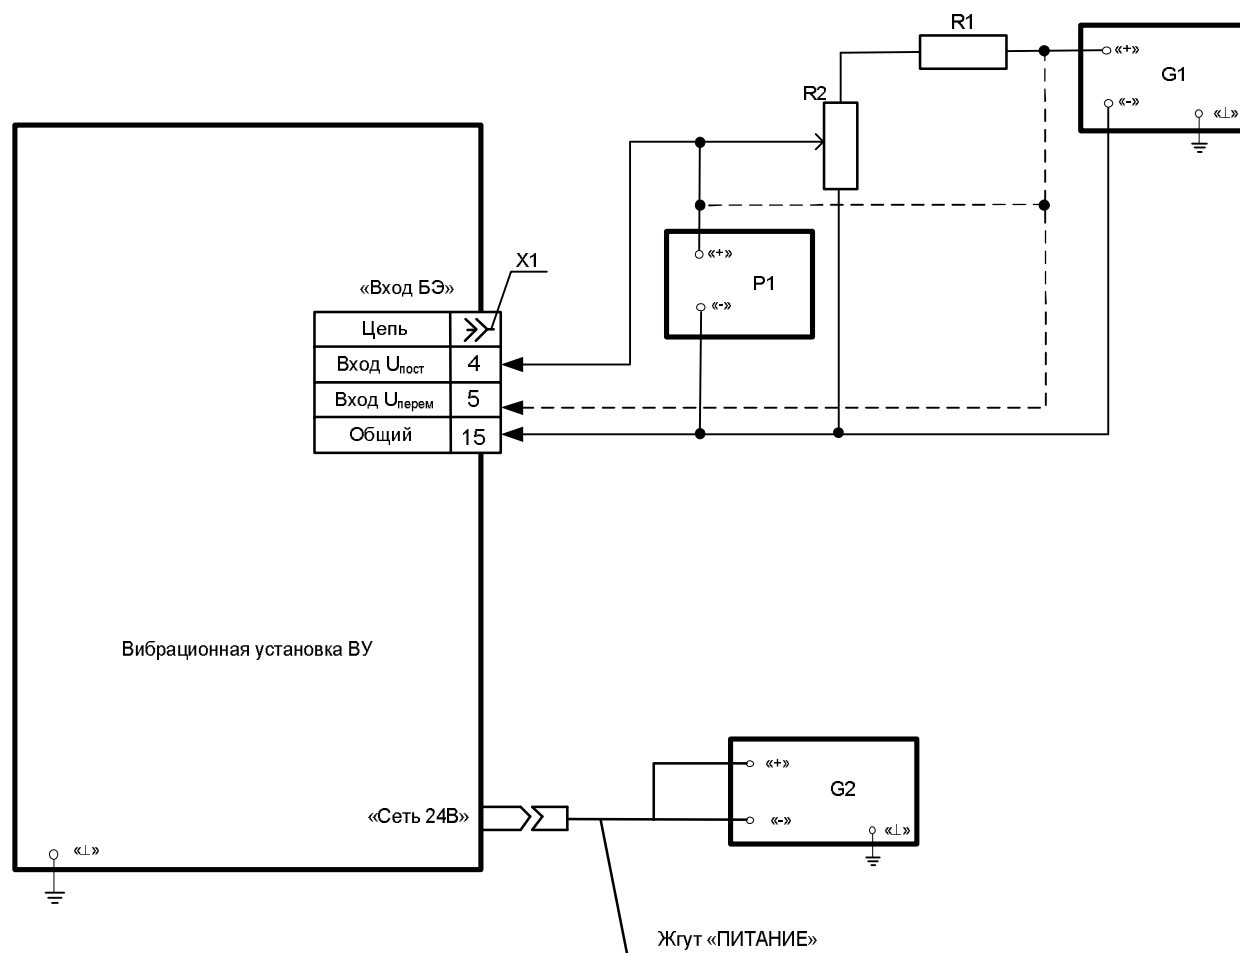 R1
«+»
G1
R2
«-»
«⊥»
«+»
P1
«-»
X1
«Вход БЭ»
Цепь
Вход Uпост 4
Вход Uперем 5
Общий 15
Вибрационная установка ВУ
«+»
G2
«Сеть 24В»
«-»
«⊥»
«⊥»
Жгут «ПИТАНИЕ»